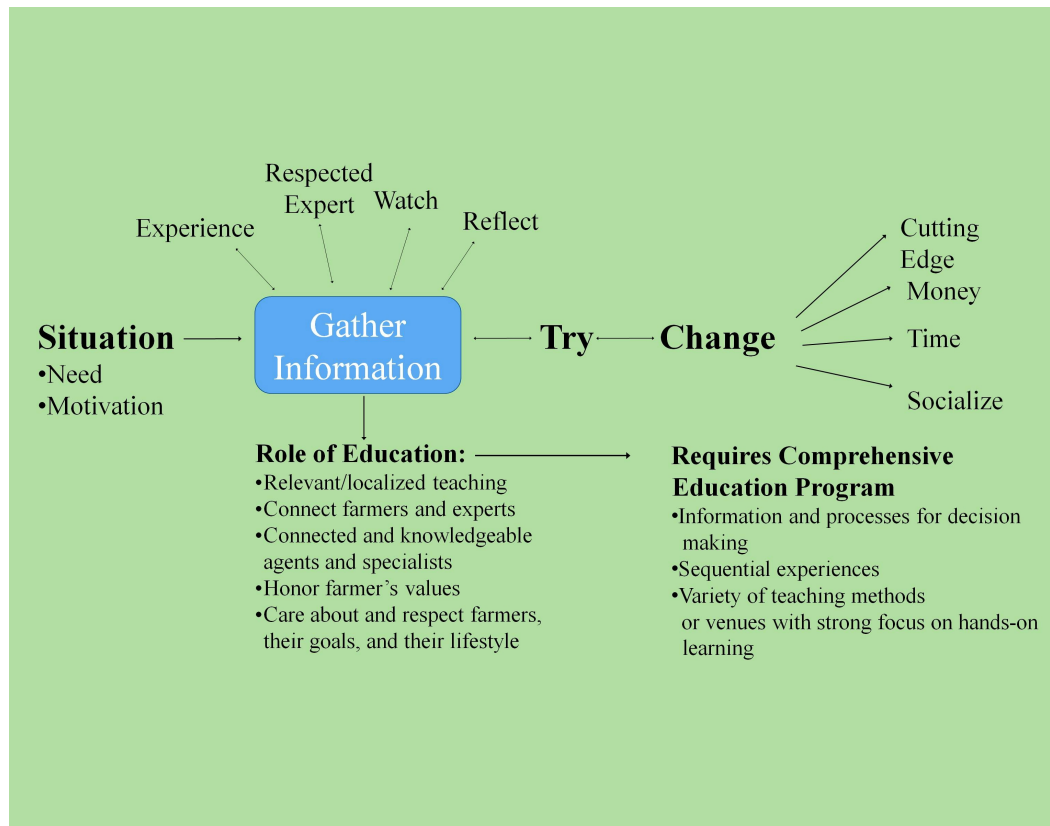 Respected
Expert
Watch
Experience
Reflect
Cutting
Edge
Money
Time
Socialize
Situation
•Need
•Motivation
Gather
Information
Try
Change
Role of Education:
•Relevant/localized teaching
•Connect farmers and experts
•Connected and knowledgeable
agents and specialists
•Honor farmer’s values
•Care about and respect farmers,
their goals, and their lifestyle
Requires Comprehensive
Education Program
•Information and processes for decision
making
•Sequential experiences
•Variety of teaching methods
or venues with strong focus on hands-on
learning